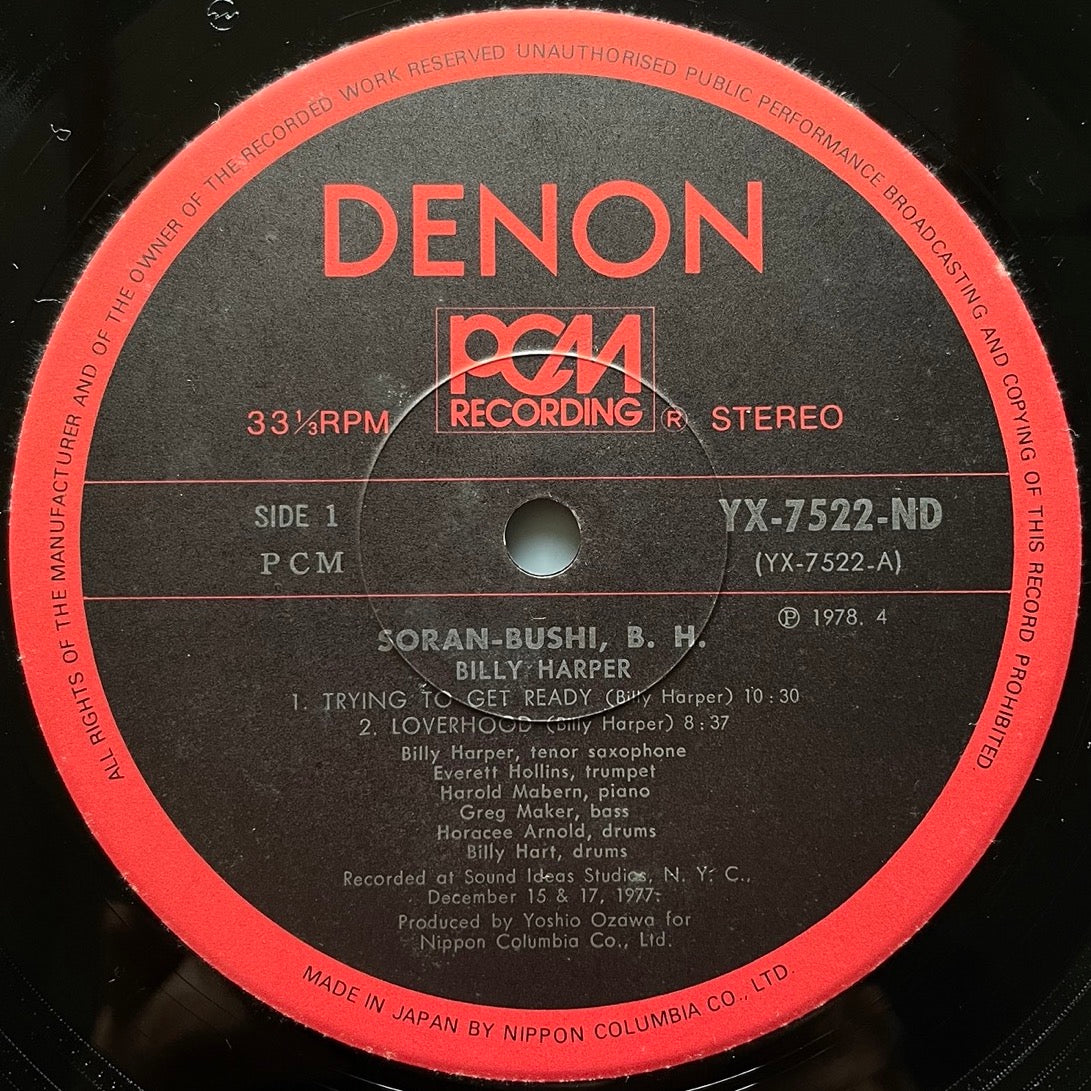 ALL RIGHTS OF THE MANUFACTURER AND OF THE OWNER OF THE RECORDED WORK RESERVED UNAUTHORISED PUBLIC PERFORMANCE BROADCASTING AND COPYING OF THIS RECORD PROHIBITED.
DENON
PCM
RECORDING ®
33⅓RPM
STEREO
SIDE 1
YX-7522-ND
PCM
(YX-7522-A)
℗ 1978. 4
SORAN-BUSHI, B. H.
BILLY HARPER
1. TRYING TO GET READY (Billy Harper) 10:30
2. LOVERHOOD (Billy Harper) 8:37
Billy Harper, tenor saxophone
Everett Hollins, trumpet
Harold Mabern, piano
Greg Maker, bass
Horacee Arnold, drums
Billy Hart, drums
Recorded at Sound Ideas Studios, N. Y. C.,
December 15 & 17, 1977.
Produced by Yoshio Ozawa for
Nippon Columbia Co., Ltd.
MADE IN JAPAN BY NIPPON COLUMBIA CO., LTD.